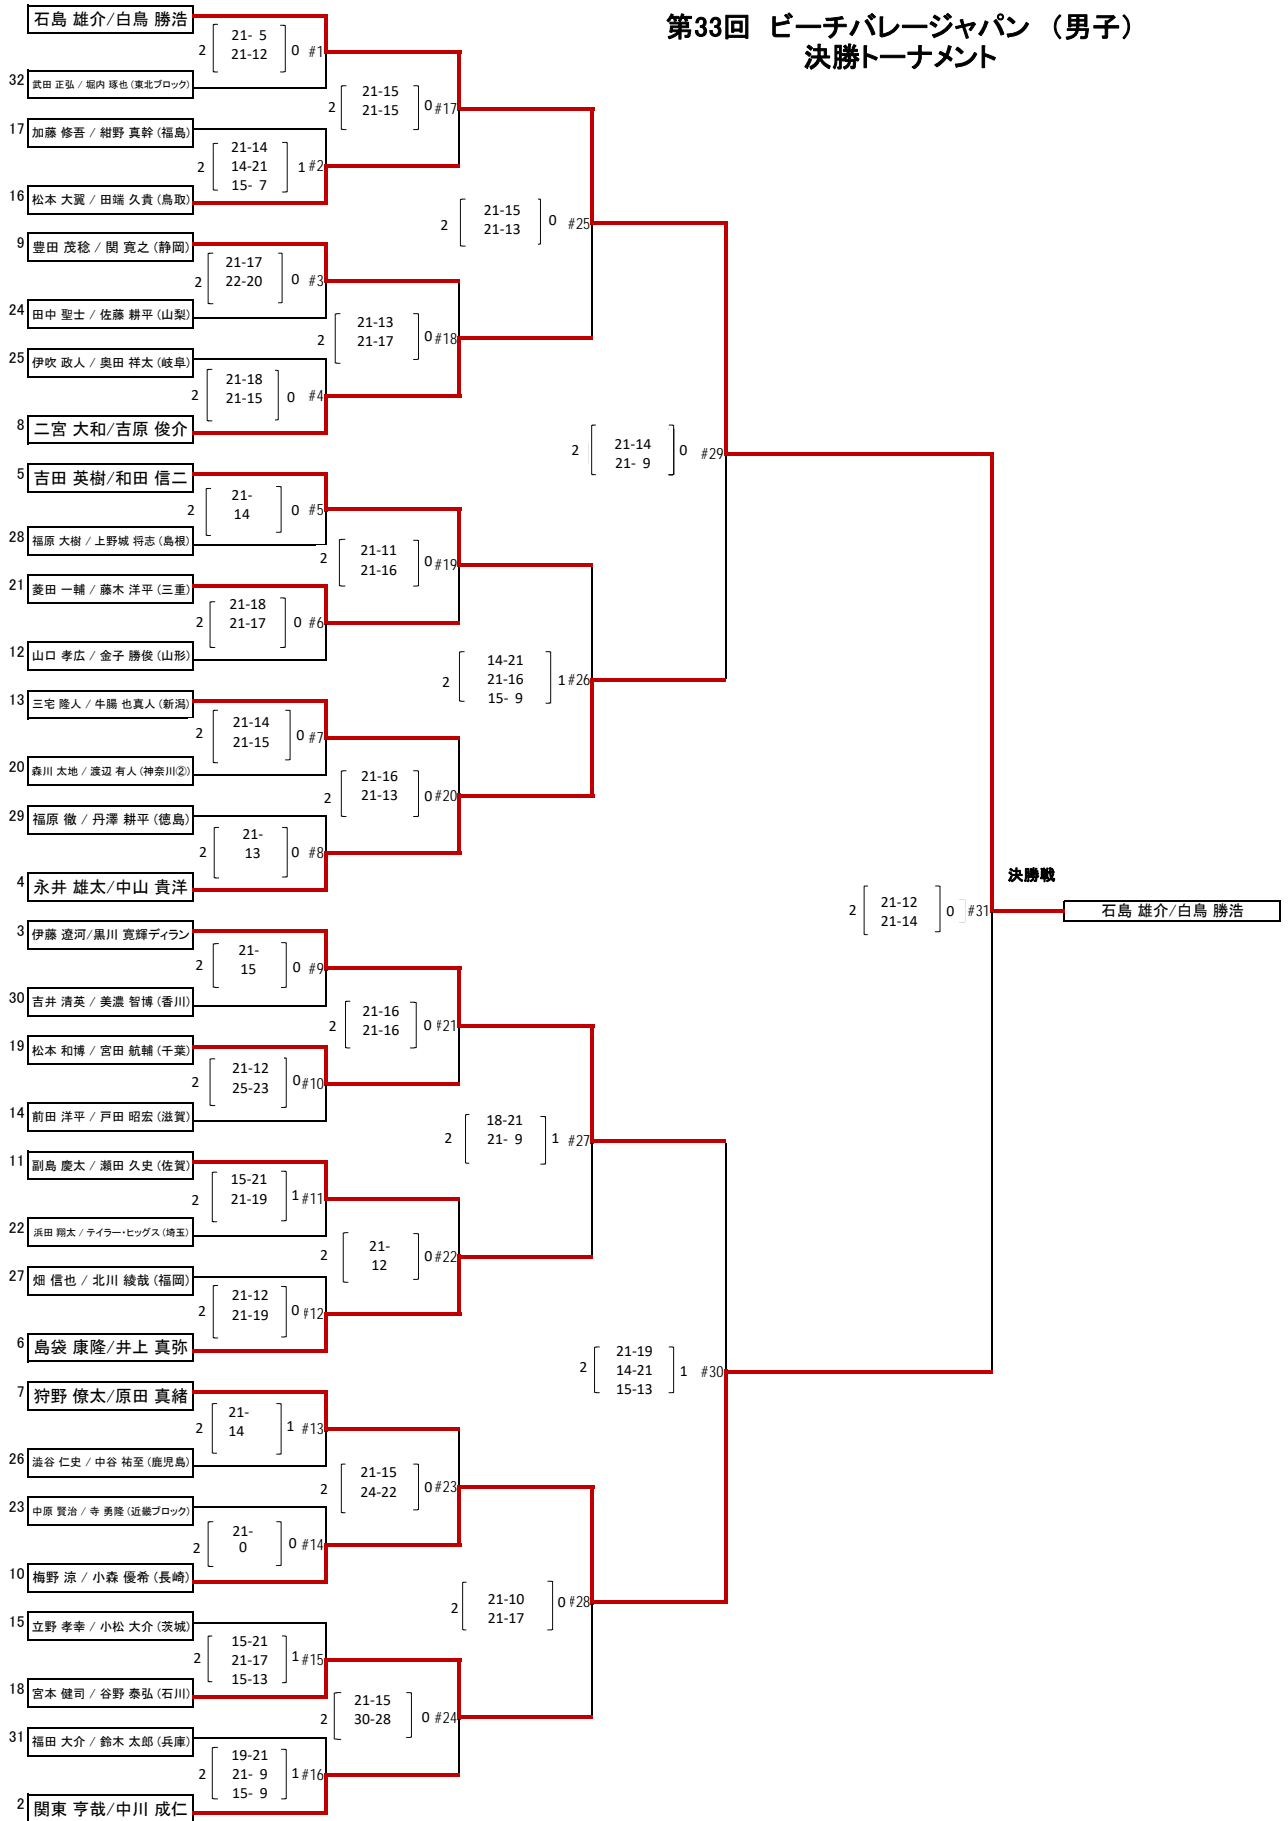 第33回 ビーチバレージャパン （男子）
決勝トーナメント
石島 雄介/白鳥 勝浩
2 21- 5 0 #1
21-12
32 武田 正弘 / 堀内 琢也 (東北ブロック)
17 加藤 修吾 / 紺野 真幹 (福島)
2 21-14 1 #2
14-21
15- 7
16 松本 大翼 / 田端 久貴 (鳥取)
2 21-15 0 #17
21-15
9 豊田 茂稔 / 関 寛之 (静岡)
2 21-17 0 #3
22-20
24 田中 聖士 / 佐藤 耕平 (山梨)
25 伊吹 政人 / 奥田 祥太 (岐阜)
2 21-18 0 #4
21-15
8 二宮 大和/吉原 俊介
2 21-13 0 #18
21-17
2 21-15 0 #25
21-13
5 吉田 英樹/和田 信二
2 21- 0 #5
14
28 福原 大樹 / 上野城 将志 (島根)
21 菱田 一輔 / 藤木 洋平 (三重)
2 21-18 0 #6
21-17
12 山口 孝広 / 金子 勝俊 (山形)
2 21-11 0 #19
21-16
13 三宅 隆人 / 牛腸 也真人 (新潟)
2 21-14 0 #7
21-15
20 森川 太地 / 渡辺 有人 (神奈川②)
29 福原 徹 / 丹澤 耕平 (徳島)
2 21- 0 #8
13
4 永井 雄太/中山 貴洋
2 21-16 0 #20
21-13
2 14-21 1 #26
21-16
15- 9
2 21-14 0 #29
21- 9
3 伊藤 遼河/黒川 寛輝ディラン
2 21- 0 #9
15
30 吉井 清英 / 美濃 智博 (香川)
19 松本 和博 / 宮田 航輔 (千葉)
2 21-12 0 #10
25-23
14 前田 洋平 / 戸田 昭宏 (滋賀)
2 21-16 0 #21
21-16
11 副島 慶太 / 瀬田 久史 (佐賀)
2 15-21 1 #11
21-19
22 浜田 翔太 / テイラー・ヒッグス (埼玉)
27 畑 信也 / 北川 綾哉 (福岡)
2 21-12 0 #12
21-19
6 島袋 康隆/井上 真弥
2 21- 0 #22
12
2 18-21 1 #27
21- 9
7 狩野 僚太/原田 真緒
2 21- 1 #13
14
26 澁谷 仁史 / 中谷 祐至 (鹿児島)
23 中原 賢治 / 寺 勇隆 (近畿ブロック)
2 21- 0 #14
0
10 梅野 涼 / 小森 優希 (長崎)
2 21-15 0 #23
24-22
15 立野 孝幸 / 小松 大介 (茨城)
2 15-21 1 #15
21-17
15-13
18 宮本 健司 / 谷野 泰弘 (石川)
31 福田 大介 / 鈴木 太郎 (兵庫)
2 19-21 1 #16
21- 9
15- 9
2 関東 亨哉/中川 成仁
2 21-15 0 #24
30-28
2 21-10 0 #28
21-17
2 21-19 1 #30
14-21
15-13
決勝戦
2 21-12 0 #31
21-14
石島 雄介/白鳥 勝浩